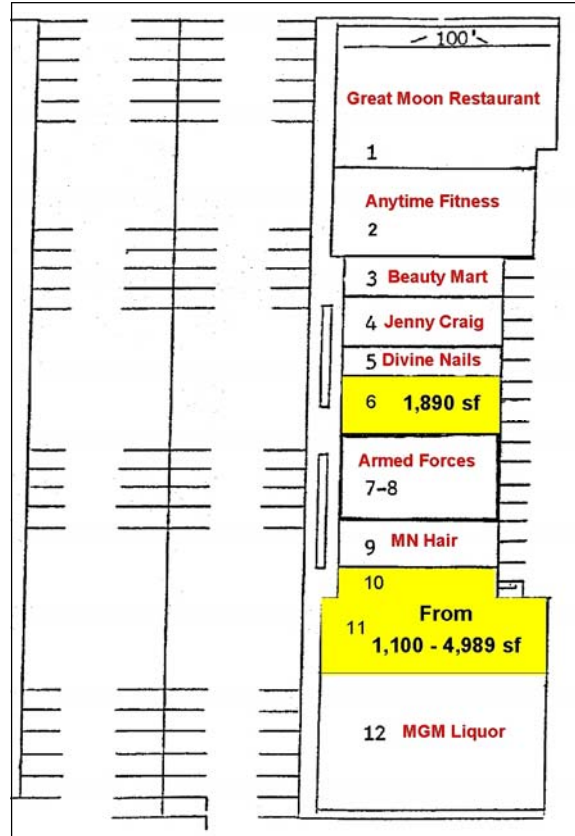 100'
Great Moon Restaurant
1
Anytime Fitness
2
3 Beauty Mart
4 Jenny Craig
5 Divine Nails
6 1,890 sf
Armed Forces
7-8
9 MN Hair
10
From
11
1,100 - 4,989 sf
12 MGM Liquor